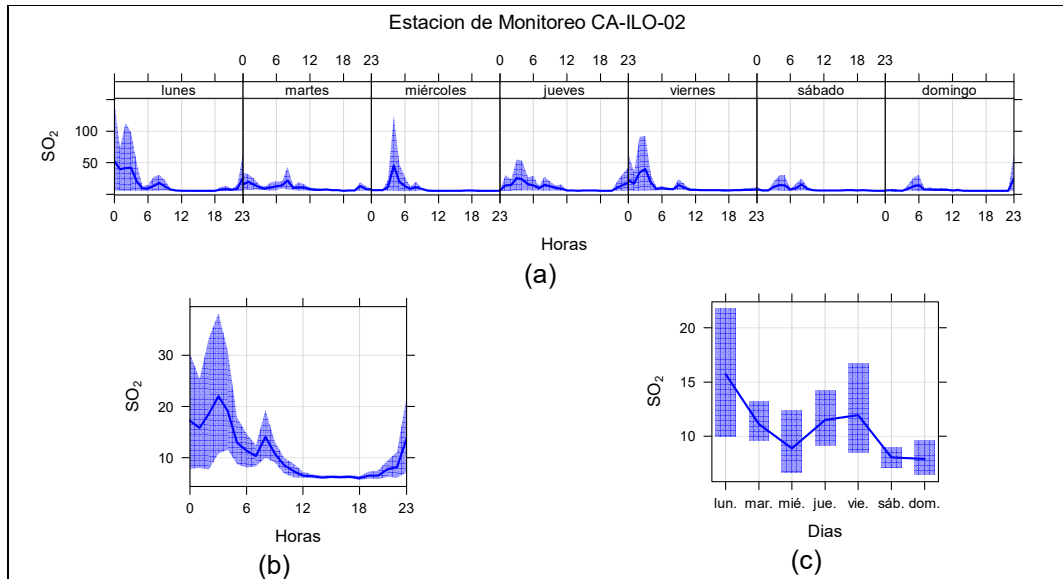 Estacion de Monitoreo CA-ILO-02
0 6 12 18 23 0 6 12 18 23 0 6 12 18 23
lunes martes miércoles jueves viernes sábado domingo
SO2
100
50
0 6 12 18 23 0 6 12 18 23 0 6 12 18 23 0 6 12 18 23
Horas
(a)
SO2
30
20
10
0 6 12 18 23
Horas
(b)
SO2
20
15
10
lun. mar. mié. jue. vie. sáb. dom.
Dias
(c)